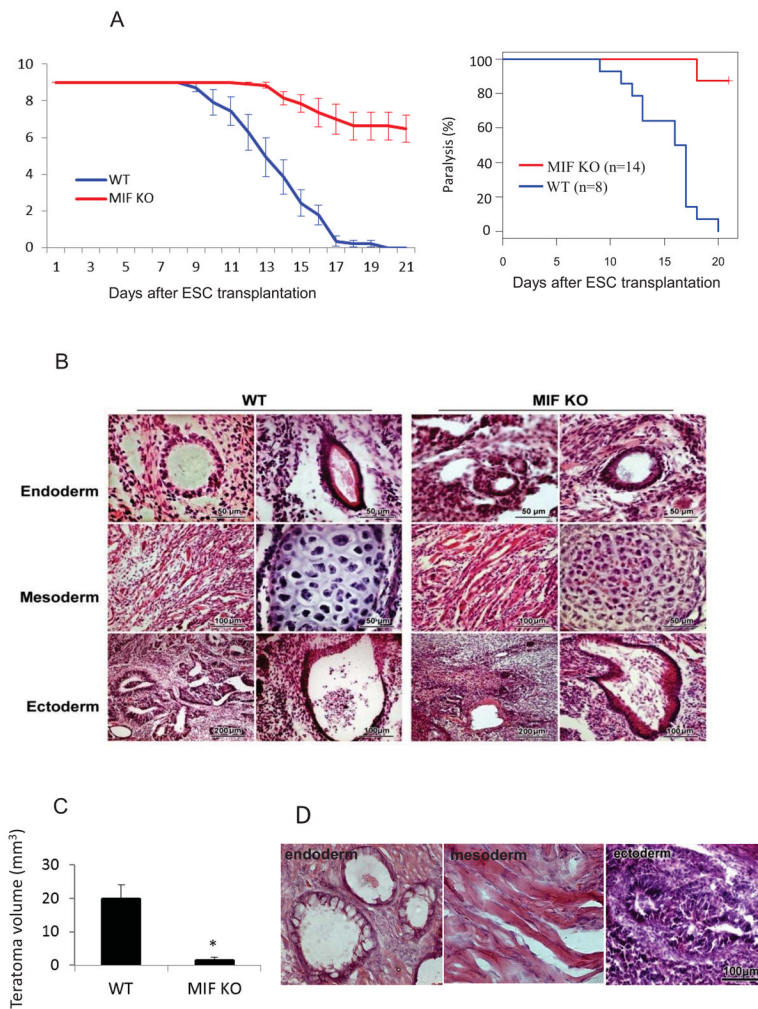 A
10
8
6
4
2
0
WT
MIF KO
1 3 5 7 9 11 13 15 17 19 21
Days after ESC transplantation
Paralysis (%)
100
80
60
40
20
0
MIF KO (n=14)
WT (n=8)
0 5 10 15 20
Days after ESC transplantation
B
WT MIF KO
Endoderm
50 µm 50 µm 50 µm 50 µm
Mesoderm
100 µm 50 µm 100 µm 50 µm
Ectoderm
200 µm 100 µm 200 µm 100 µm
C
Teratoma volume (mm³)
30
20
10
0
*
WT MIF KO
D
endoderm mesoderm ectoderm
100µm